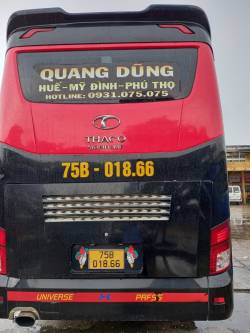 QUANG DŨNG
HUẾ-MỸ ĐÌNH-PHÚ THỌ
HOTLINE: 0931.075.075
THACO
75B - 018.66
75B
018.66
UNIVERSE